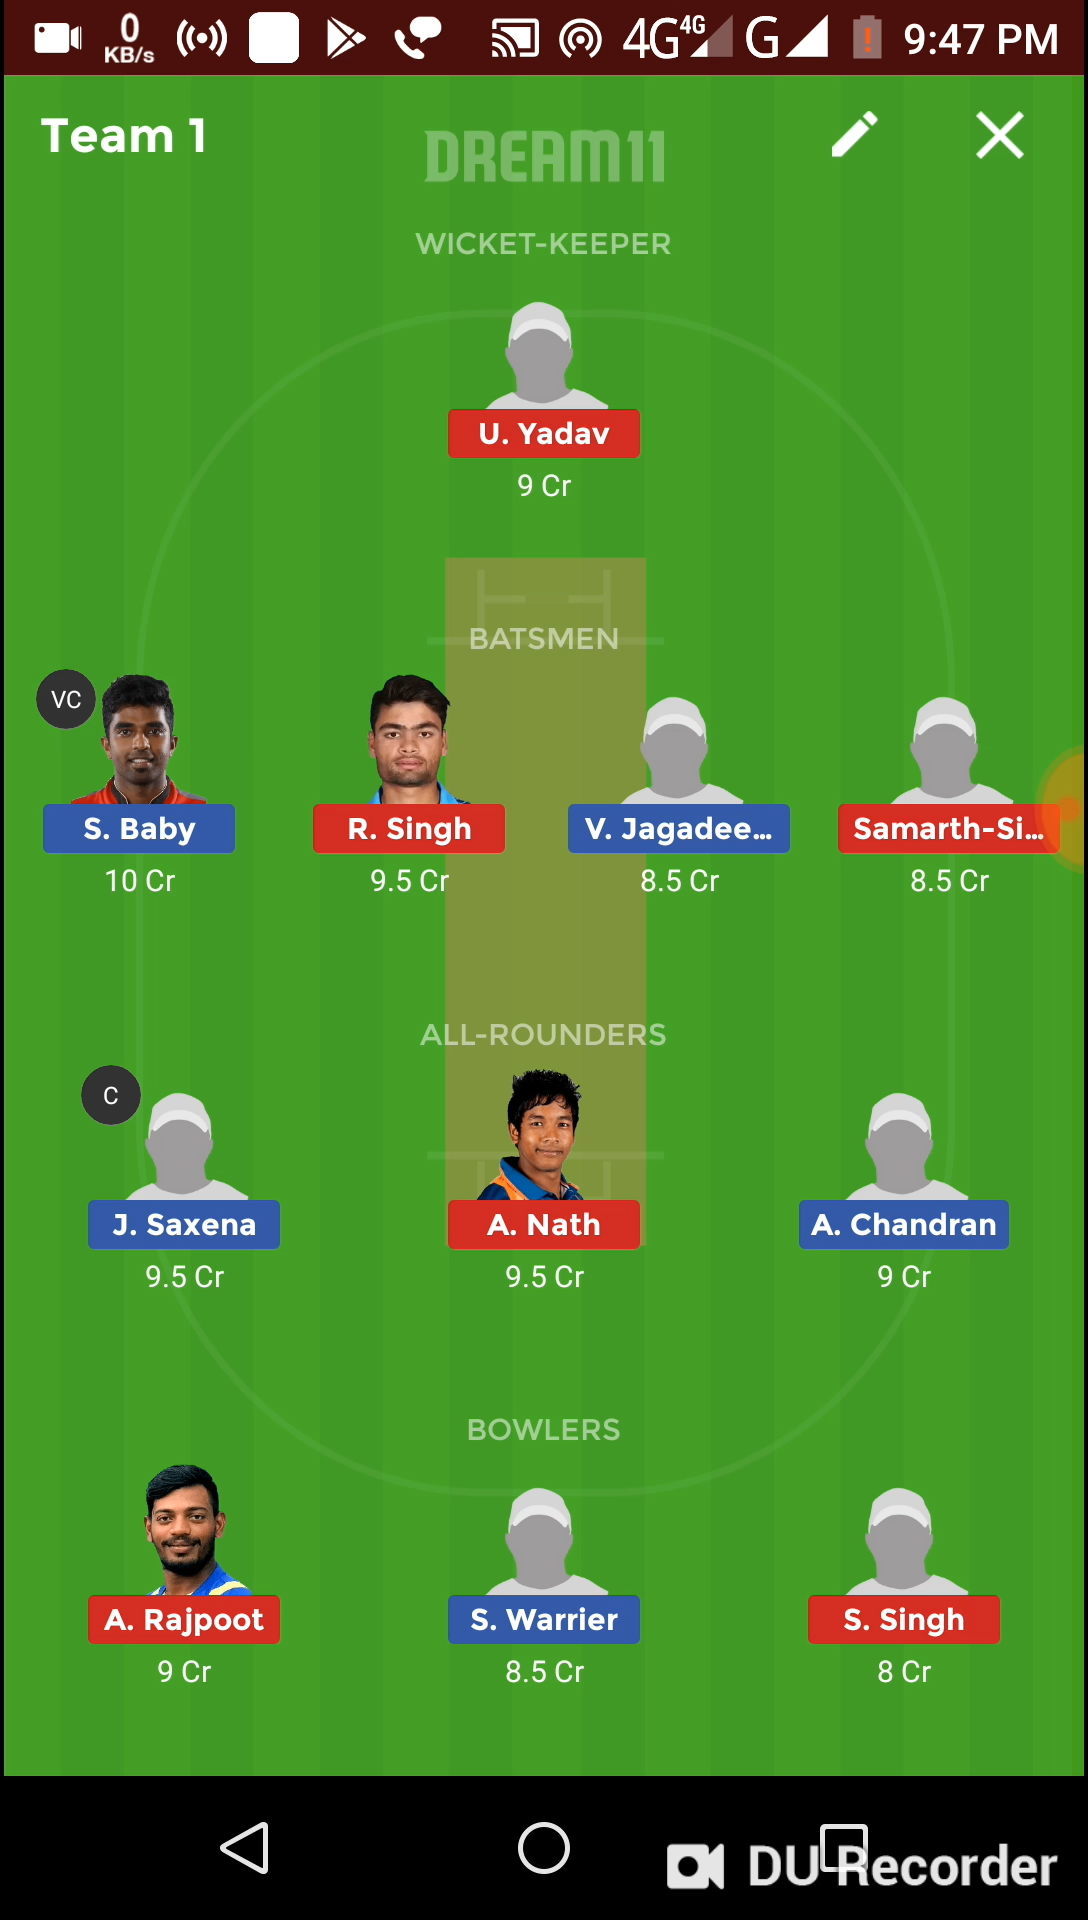 0 KB/s 4G 4G G ! 9:47 PM
Team 1
DREAM11
WICKET-KEEPER
U. Yadav
9 Cr
BATSMEN
VC
S. Baby R. Singh V. Jagadee... Samarth-Si...
10 Cr 9.5 Cr 8.5 Cr 8.5 Cr
ALL-ROUNDERS
C
J. Saxena A. Nath A. Chandran
9.5 Cr 9.5 Cr 9 Cr
BOWLERS
A. Rajpoot S. Warrier S. Singh
9 Cr 8.5 Cr 8 Cr
DU Recorder